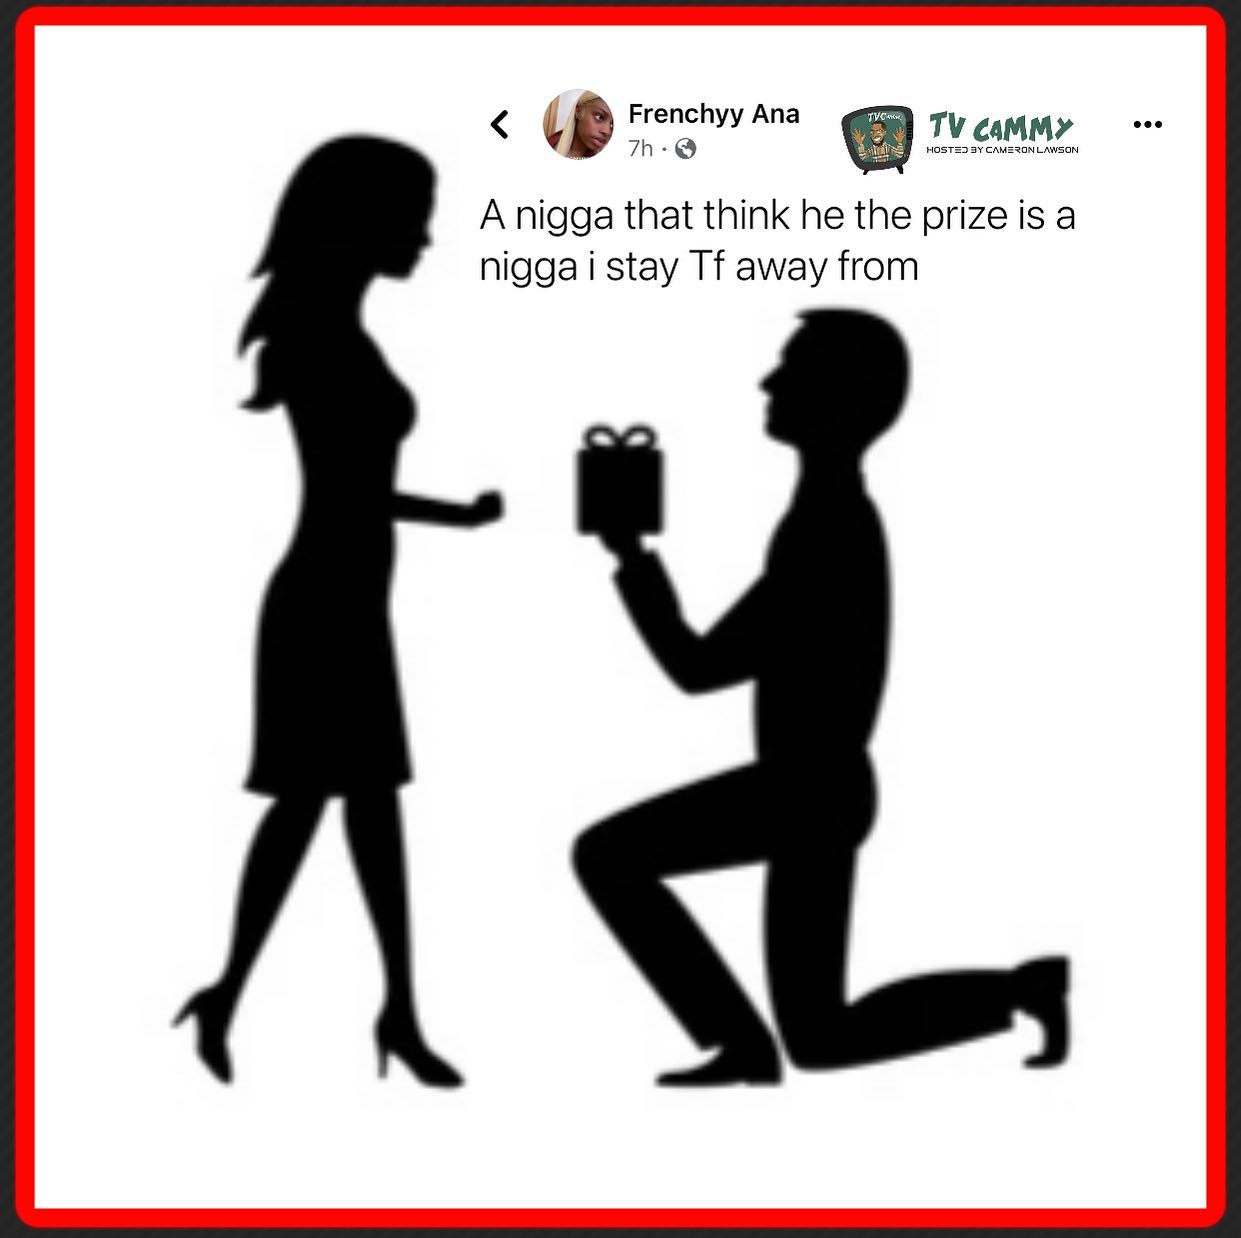 Frenchyy Ana
7h ·
TVCAMMY
TV CAMMY
HOSTED BY CAMERON LAWSON
A nigga that think he the prize is a
nigga i stay Tf away from